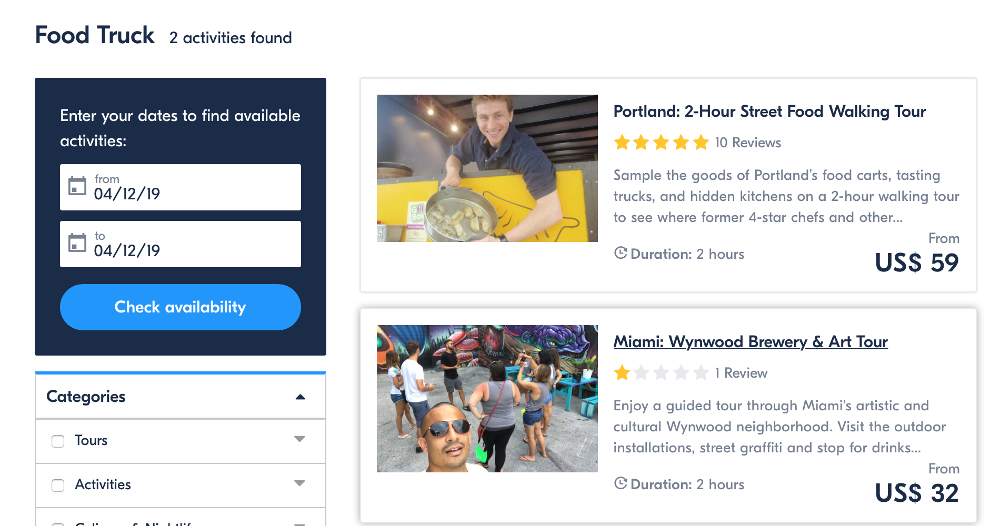 Food Truck 2 activities found
Enter your dates to find available
activities:
from
04/12/19
to
04/12/19
Check availability
Categories
Tours
Activities
Portland: 2-Hour Street Food Walking Tour
10 Reviews
Sample the goods of Portland’s food carts, tasting
trucks, and hidden kitchens on a 2-hour walking tour
to see where former 4-star chefs and other...
From
Duration: 2 hours
US$ 59
GO
Box
Miami: Wynwood Brewery & Art Tour
1 Review
Enjoy a guided tour through Miami's artistic and
cultural Wynwood neighborhood. Visit the outdoor
installations, street graffiti and stop for drinks...
From
Duration: 2 hours
US$ 32